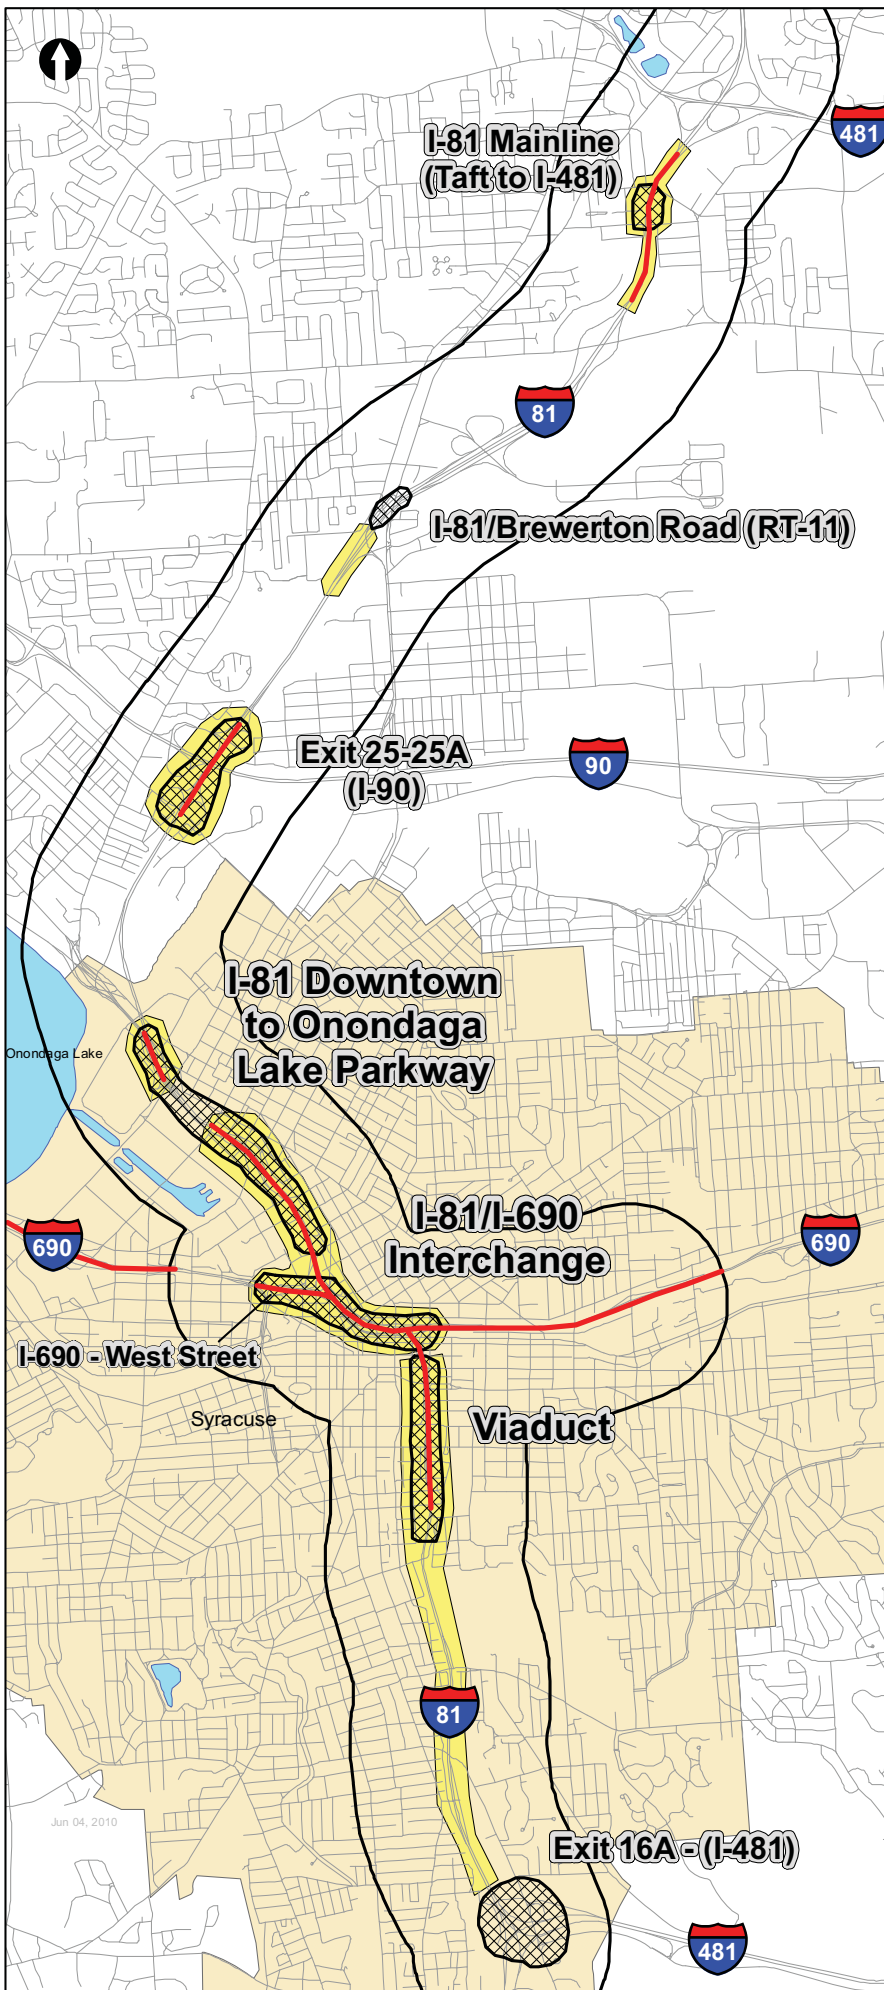 I-81 Mainline
(Taft to I-481)
481
81
I-81/Brewerton Road (RT-11)
Exit 25-25A
(I-90)
90
I-81 Downtown
to Onondaga
Lake Parkway
Onondaga Lake
I-81/I-690
Interchange
690
690
I-690 - West Street
Syracuse
Viaduct
81
Jun 04, 2010
Exit 16A - (I-481)
481